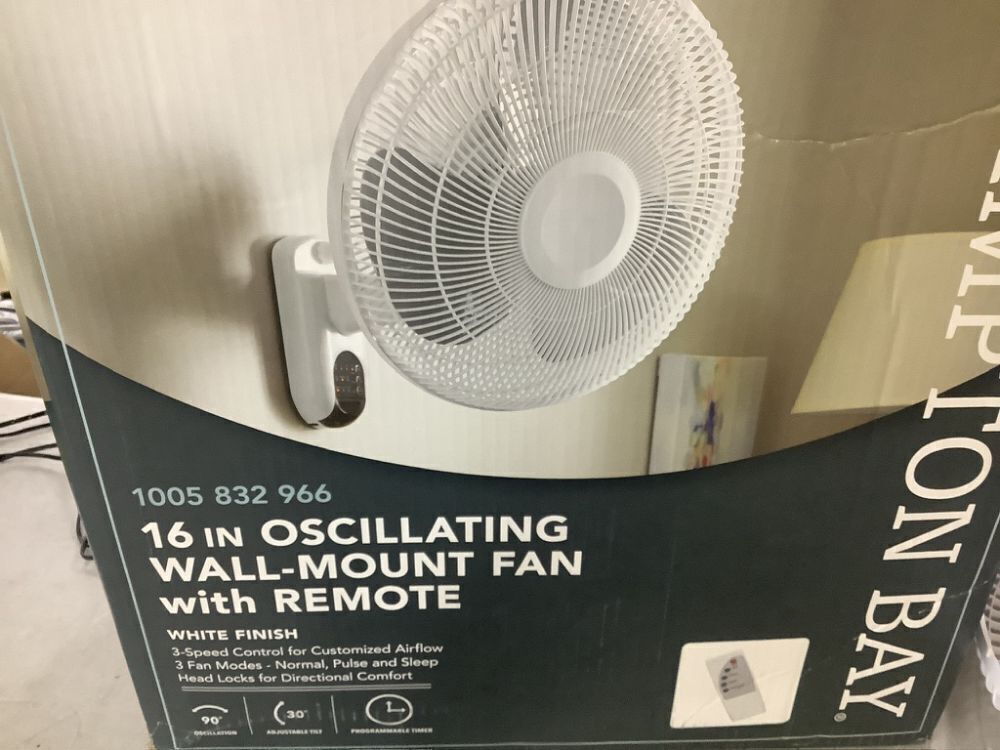 1005 832 966
16 IN OSCILLATING
WALL-MOUNT FAN
with REMOTE
WHITE FINISH
3-Speed Control for Customized Airflow
3 Fan Modes - Normal, Pulse and Sleep
Head Locks for Directional Comfort
90°
OSCILLATION
30°
ADJUSTABLE TILT
PROGRAMMABLE TIMER
MPTON BAY®